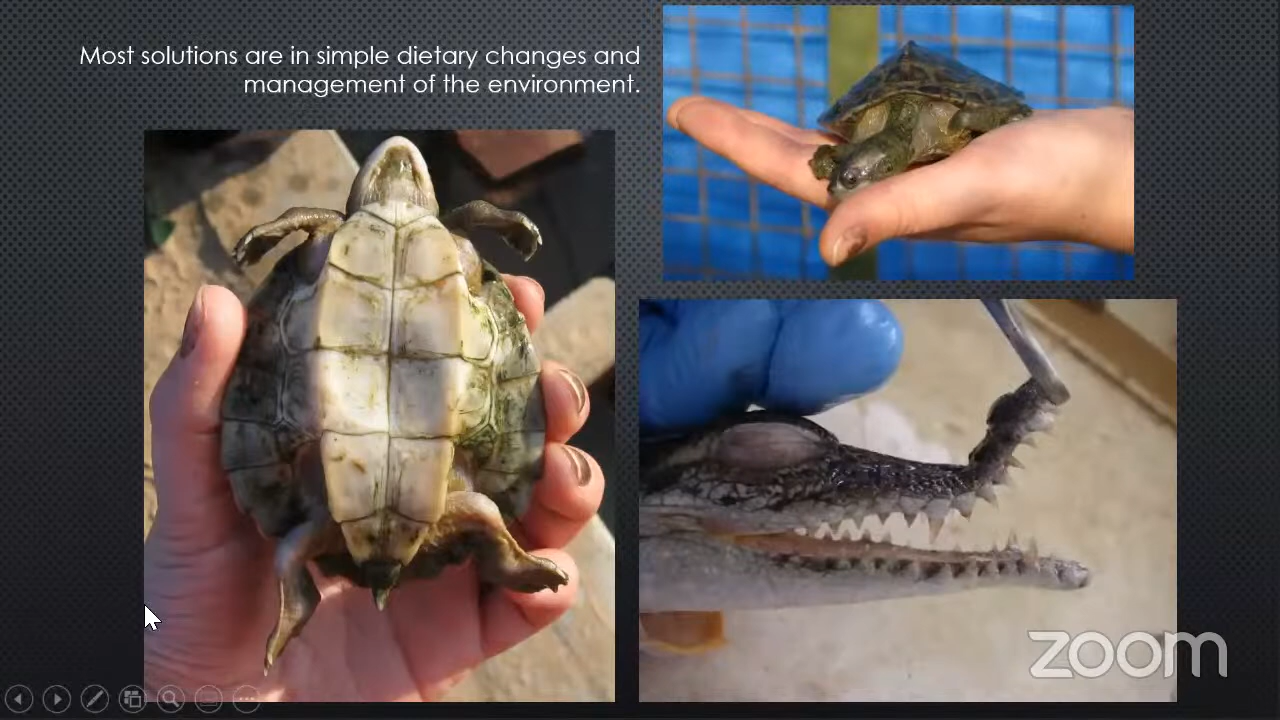 Most solutions are in simple dietary changes and
management of the environment.
zoom